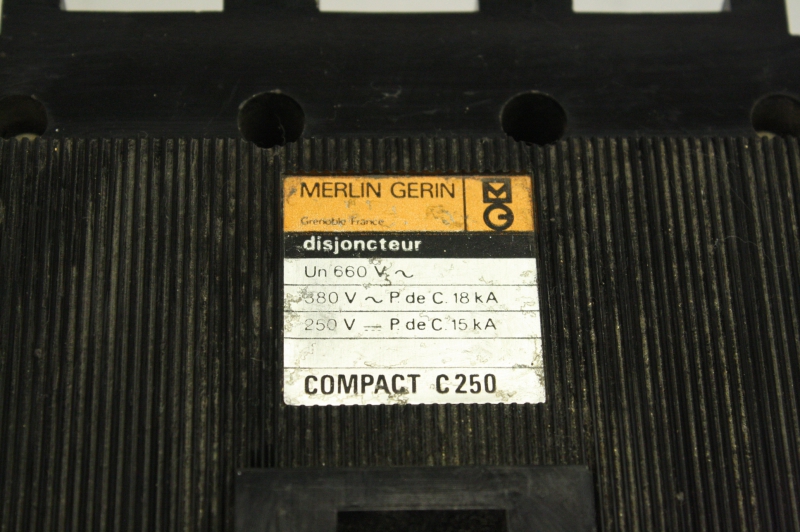 MERLIN GERIN
Grenoble France
disjoncteur
Un 660 V ~
380 V ~ P de C. 18 kA
250 V ⎓ P de C. 15 kA
COMPACT C250